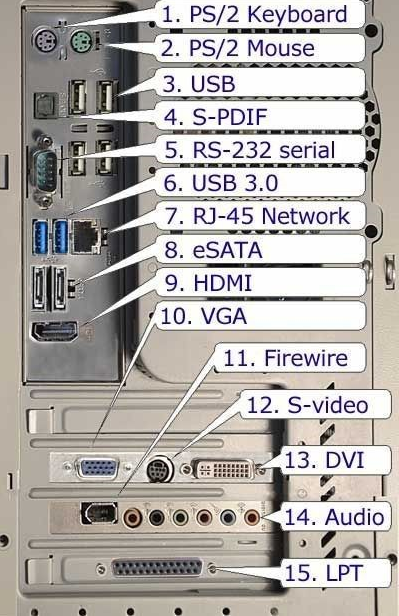 1. PS/2 Keyboard
2. PS/2 Mouse
3. USB
4. S-PDIF
5. RS-232 serial
6. USB 3.0
7. RJ-45 Network
8. eSATA
9. HDMI
10. VGA
11. Firewire
12. S-video
13. DVI
14. Audio
15. LPT